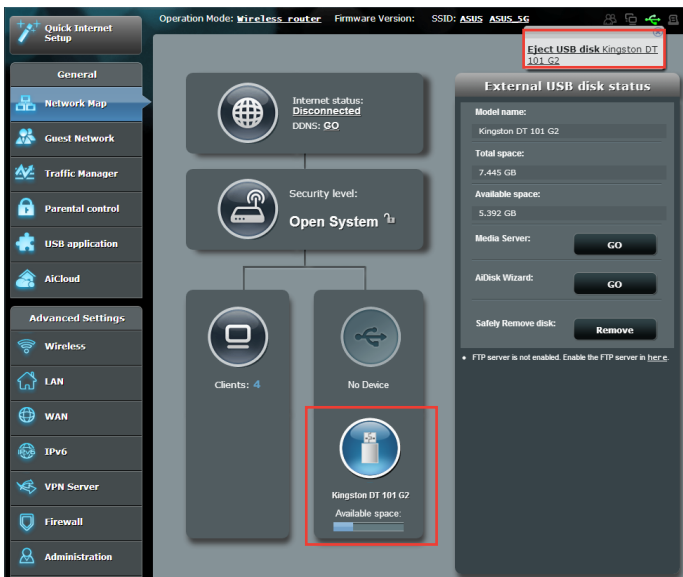 Quick Internet
Setup
Operation Mode: Wireless router Firmware Version: SSID: ASUS ASUS_5G
Eject USB disk Kingston DT
101 G2
General
Network Map
Guest Network
Traffic Manager
Parental control
USB application
AiCloud
Advanced Settings
Wireless
LAN
WAN
IPv6
VPN Server
Firewall
Administration
Internet status:
Disconnected
DDNS: GO
Security level:
Open System
Clients: 4
No Device
Kingston DT 101 G2
Available space:
External USB disk status
Model name:
Kingston DT 101 G2
Total space:
7.445 GB
Available space:
5.392 GB
Media Server: GO
AiDisk Wizard: GO
Safely Remove disk: Remove
• FTP server is not enabled. Enable the FTP server in here.